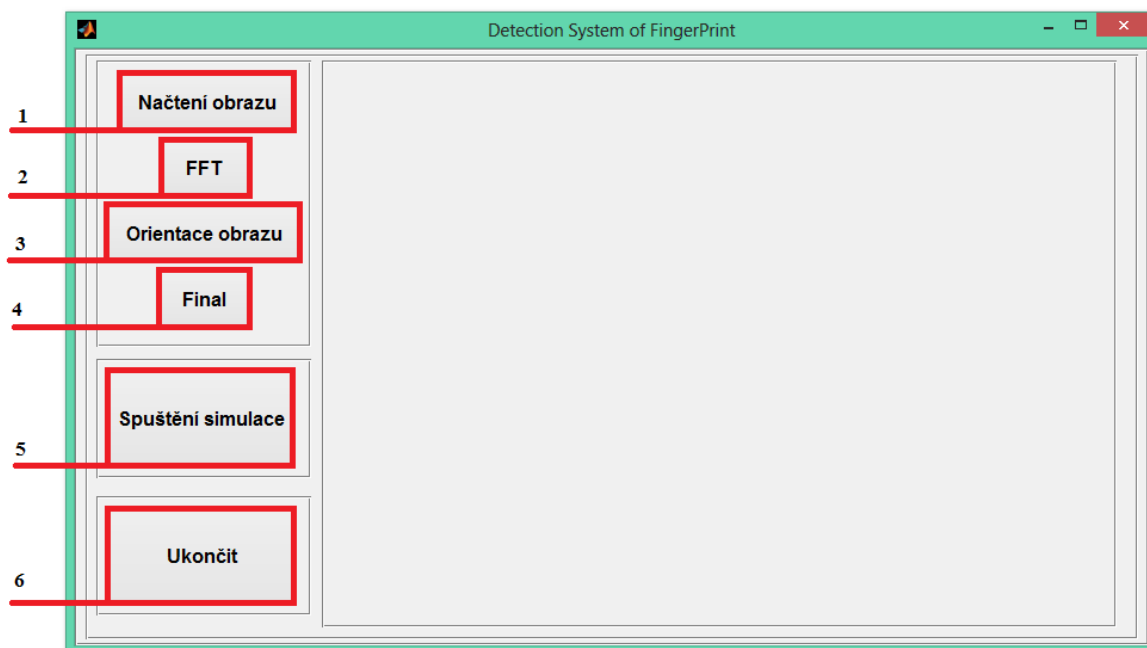 Detection System of FingerPrint
1 Načtení obrazu
2 FFT
3 Orientace obrazu
4 Final
5 Spuštění simulace
6 Ukončit